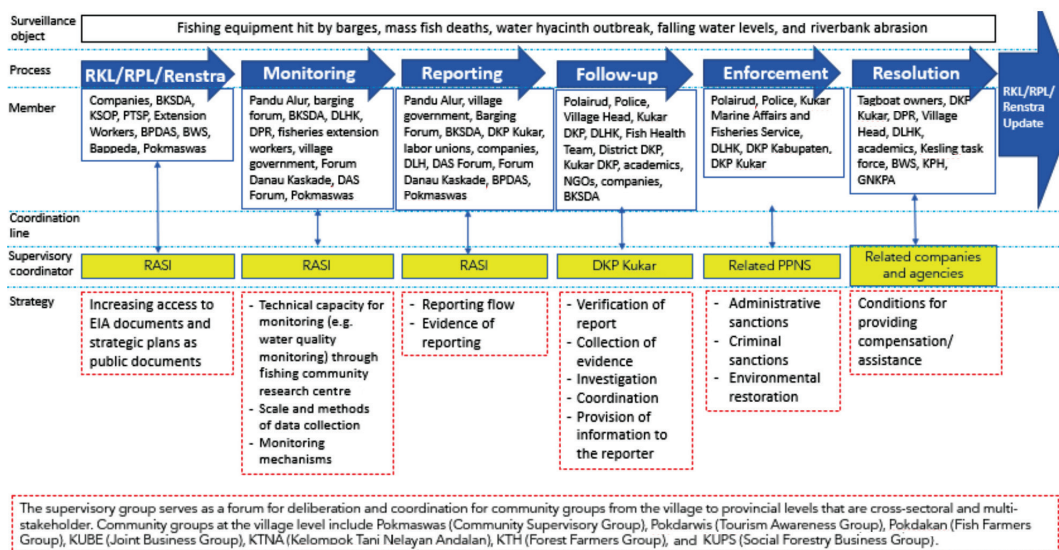 Surveillance
object
Fishing equipment hit by barges, mass fish deaths, water hyacinth outbreak, falling water levels, and riverbank abrasion
Process
RKL/RPL/Renstra
Monitoring
Reporting
Follow-up
Enforcement
Resolution
RKL/RPL/
Renstra
Update
Member
Companies, BKSDA,
KSOP, PTSP, Extension
Workers, BPDAS, BWS,
Bappeda, Pokmaswas
Pandu Alur, barging
forum, BKSDA, DLHK,
DPR, fisheries extension
workers, village
government, Forum
Danau Kaskade, DAS
Forum, Pokmaswas
Pandu Alur, village
government,
Barging Forum, BKSDA, DKP Kukar,
labor unions, companies,
DLH, DAS Forum, Forum
Danau Kaskade, BPDAS,
Pokmaswas
Polairud, Police,
Village Head, Kukar
DKP, DLHK, Fish Health
Team, District DKP,
Kukar DKP, academics,
NGOs, companies,
BKSDA
Polairud, Police, Kukar
Marine Affairs and
Fisheries Service,
DLHK, DKP Kabupaten,
DKP Kukar
Tagboat owners, DKP
Kukar, DPR, Village
Head, DLHK,
academics, Kesling task
force, BWS, KPH,
GNKPA
Coordination
line
Supervisory
coordinator
RASI
RASI
RASI
DKP Kukar
Related PPNS
Related companies
and agencies
Strategy
Increasing access to
EIA documents and
strategic plans as
public documents
- Technical capacity for
monitoring (e.g.
water quality
monitoring) through
fishing community
research centre
- Scale and methods
of data collection
- Monitoring
mechanisms
- Reporting flow
- Evidence of
reporting
- Verification of
report
- Collection of
evidence
- Investigation
- Coordination
- Provision of
information to
the reporter
- Administrative
sanctions
- Criminal
sanctions
- Environmental
restoration
Conditions for
providing
compensation/
assistance
The supervisory group serves as a forum for deliberation and coordination for community groups from the village to provincial levels that are cross-sectoral and multi-
stakeholder. Community groups at the village level include Pokmaswas (Community Supervisory Group), Pokdarwis (Tourism Awareness Group), Pokdakan (Fish Farmers
Group), KUBE (Joint Business Group), KTNA (Kelompok Tani Nelayan Andalan), KTH (Forest Farmers Group), and KUPS (Social Forestry Business Group).